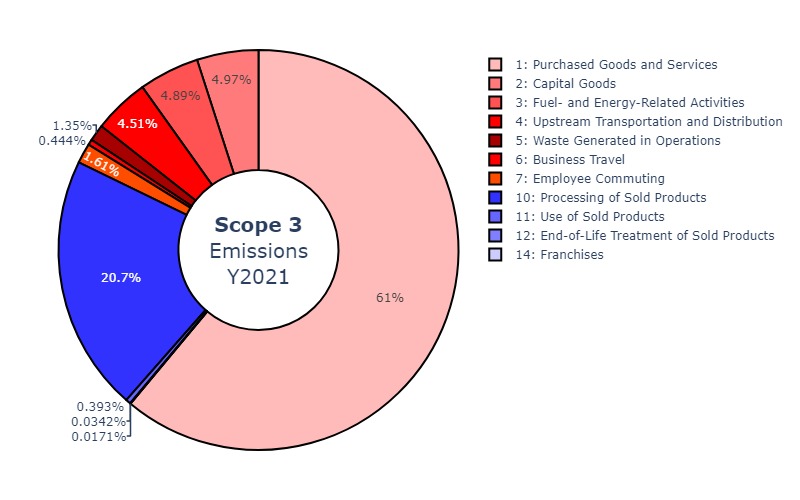 4.97%
4.89%
4.51%
1.35%
0.444%
1.61%
20.7%
61%
0.393%
0.0342%
0.0171%
Scope 3
Emissions
Y2021
1: Purchased Goods and Services
2: Capital Goods
3: Fuel- and Energy-Related Activities
4: Upstream Transportation and Distribution
5: Waste Generated in Operations
6: Business Travel
7: Employee Commuting
10: Processing of Sold Products
11: Use of Sold Products
12: End-of-Life Treatment of Sold Products
14: Franchises